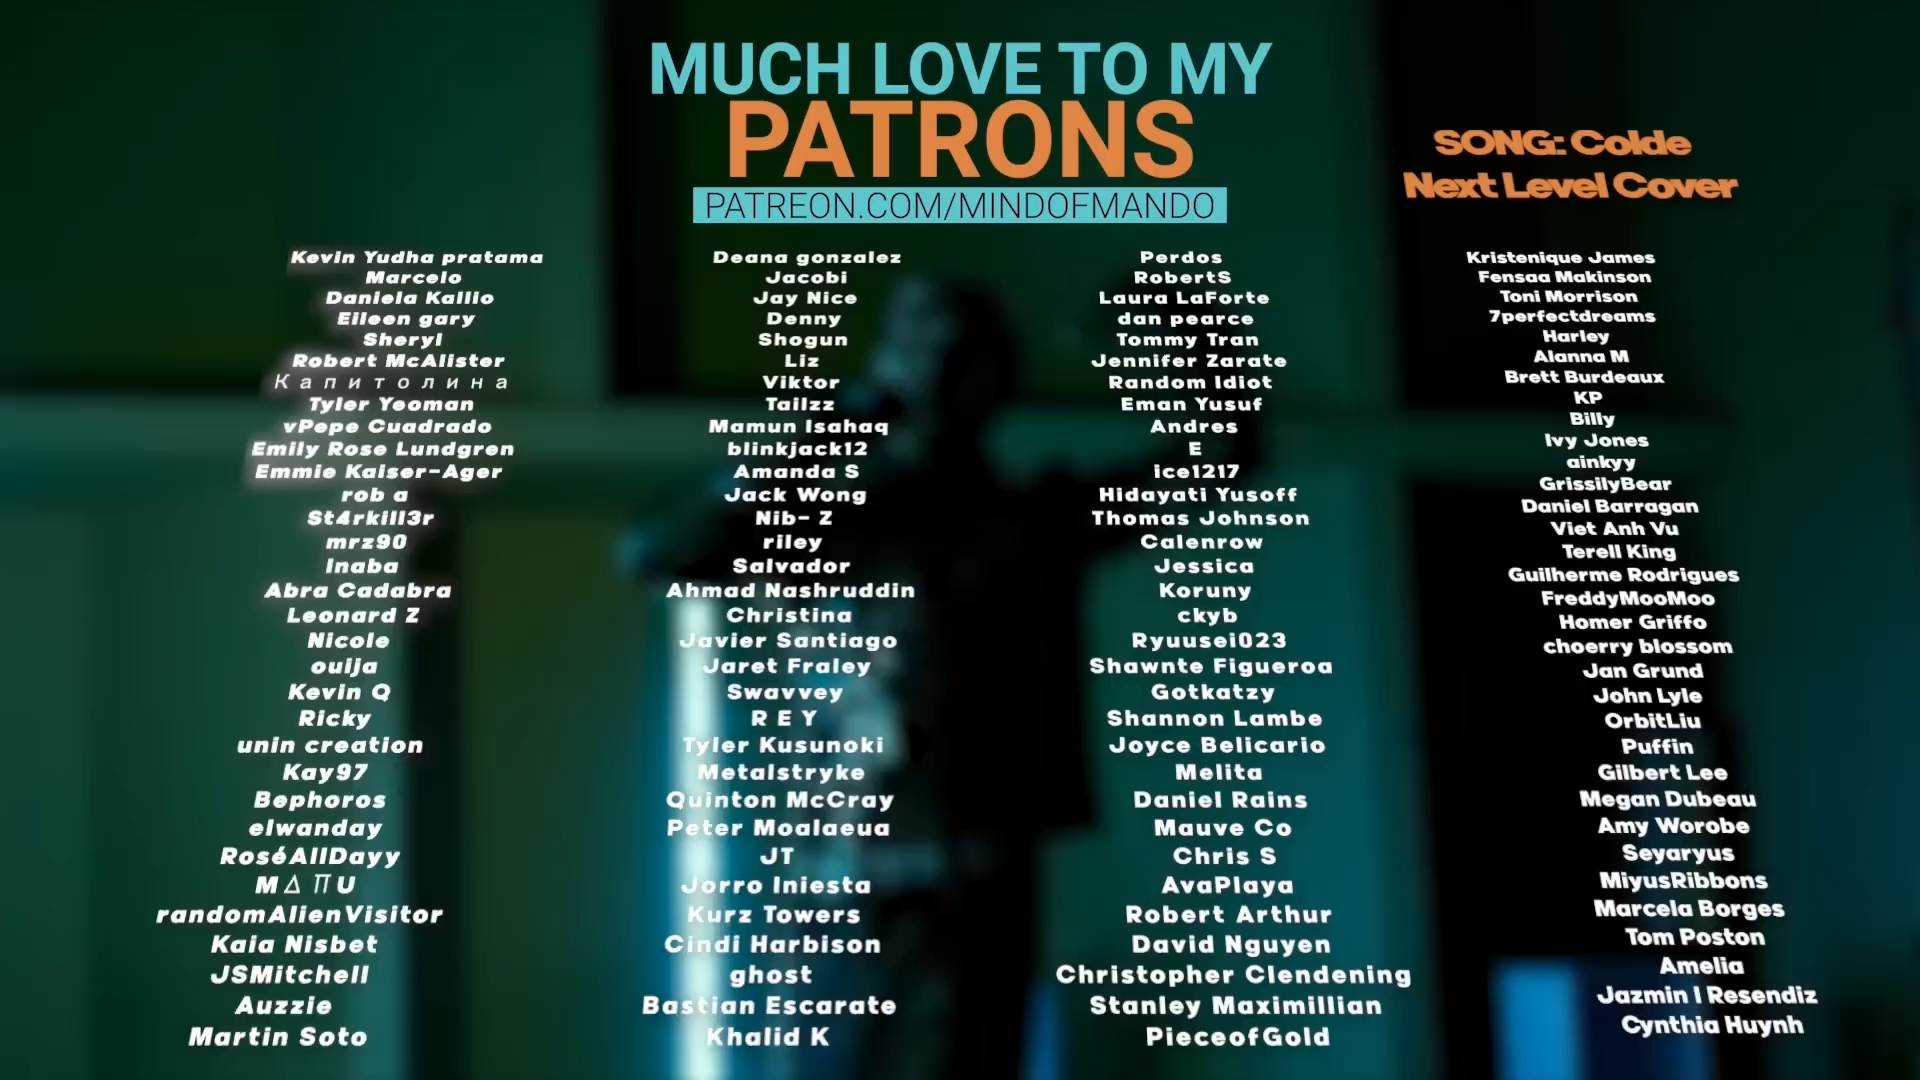 MUCH LOVE TO MY
PATRONS
PATREON.COM/MINDOFMANDO
SONG: Colde
Next Level Cover
Kevin Yudha pratama
Marcelo
Daniela Kallio
Eileen gary
Sheryl
Robert McAlister
Капитолина
Tyler Yeoman
vPepe Cuadrado
Emily Rose Lundgren
Emmie Kaiser-Ager
rob a
St4rkill3r
mrz90
Inaba
Abra Cadabra
Leonard Z
Nicole
ouija
Kevin Q
Ricky
unin creation
Kay97
Bephoros
elwanday
RoséAllDayy
M Δ π U
randomAlienVisitor
Kaia Nisbet
JSMitchell
Auzzie
Martin Soto
Deana gonzalez
Jacobi
Jay Nice
Denny
Shogun
Liz
Viktor
Tailzz
Mamun Isahaq
blinkjack12
Amanda S
Jack Wong
Nib- Z
riley
Salvador
Ahmad Nashruddin
Christina
Javier Santiago
Jaret Fraley
Swavvey
R E Y
Tyler Kusunoki
Metalstryke
Quinton McCray
Peter Moalaeua
JT
Jorro Iniesta
Kurz Towers
Cindi Harbison
ghost
Bastian Escarate
Khalid K
Perdos
RobertS
Laura LaForte
dan pearce
Tommy Tran
Jennifer Zarate
Random Idiot
Eman Yusuf
Andres
E
ice1217
Hidayati Yusoff
Thomas Johnson
Calenrow
Jessica
Koruny
ckyb
Ryuusei023
Shawnte Figueroa
Gotkatzy
Shannon Lambe
Joyce Belicario
Melita
Daniel Rains
Mauve Co
Chris S
AvaPlaya
Robert Arthur
David Nguyen
Christopher Clendening
Stanley Maximillian
PieceofGold
Kristenique James
Fensaa Makinson
Toni Morrison
7perfectdreams
Harley
Alanna M
Brett Burdeaux
KP
Billy
Ivy Jones
ainkyy
GrissilyBear
Daniel Barragan
Viet Anh Vu
Terell King
Guilherme Rodrigues
FreddyMooMoo
Homer Griffo
choerry blossom
Jan Grund
John Lyle
OrbitLiu
Puffin
Gilbert Lee
Megan Dubeau
Amy Worobe
Seyaryus
MiyusRibbons
Marcela Borges
Tom Poston
Amelia
Jazmin I Resendiz
Cynthia Huynh